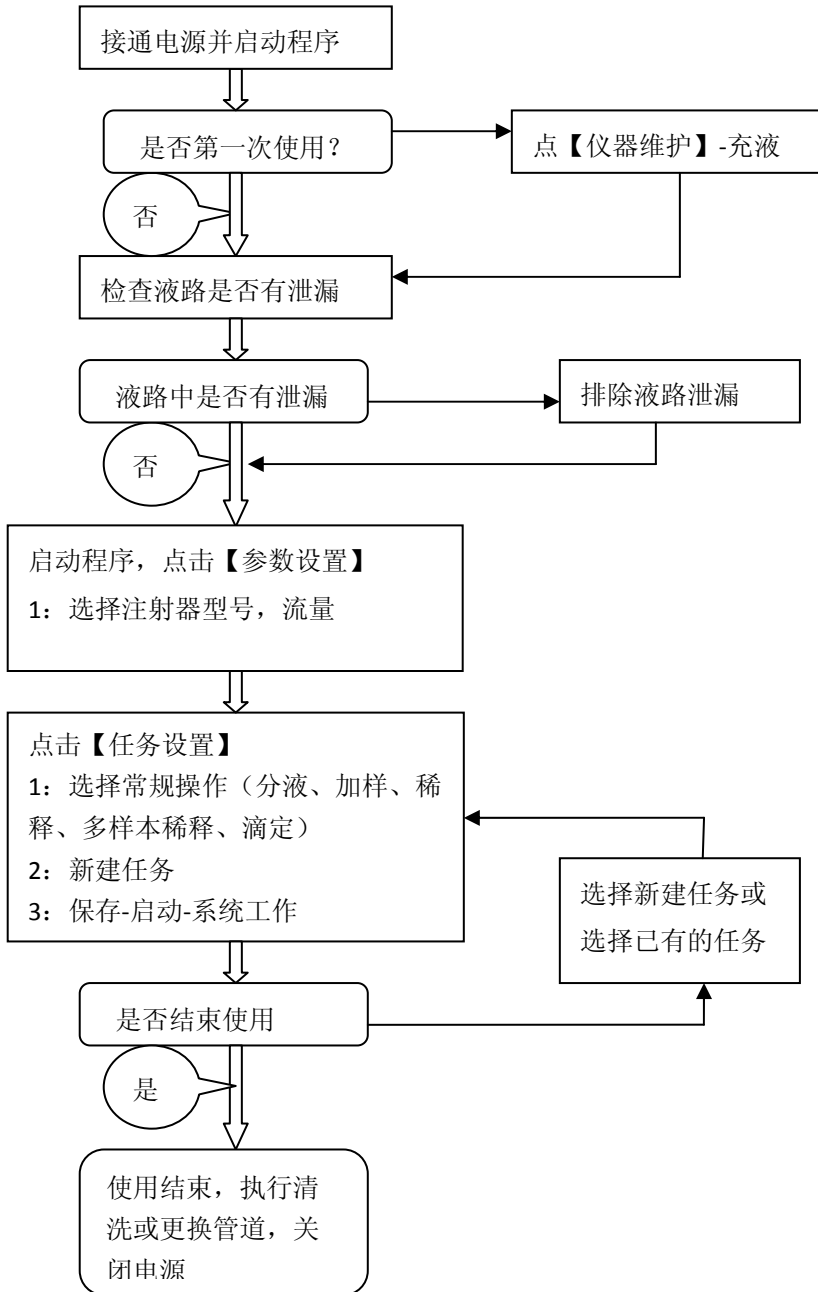 接通电源并启动程序
是否第一次使用？
点【仪器维护】-充液
否
检查液路是否有泄漏
液路中是否有泄漏
排除液路泄漏
否
启动程序，点击【参数设置】
1：选择注射器型号，流量
点击【任务设置】
1：选择常规操作（分液、加样、稀
释、多样本稀释、滴定）
2：新建任务
3：保存-启动-系统工作
选择新建任务或
选择已有的任务
是否结束使用
是
使用结束，执行清
洗或更换管道，关
闭电源